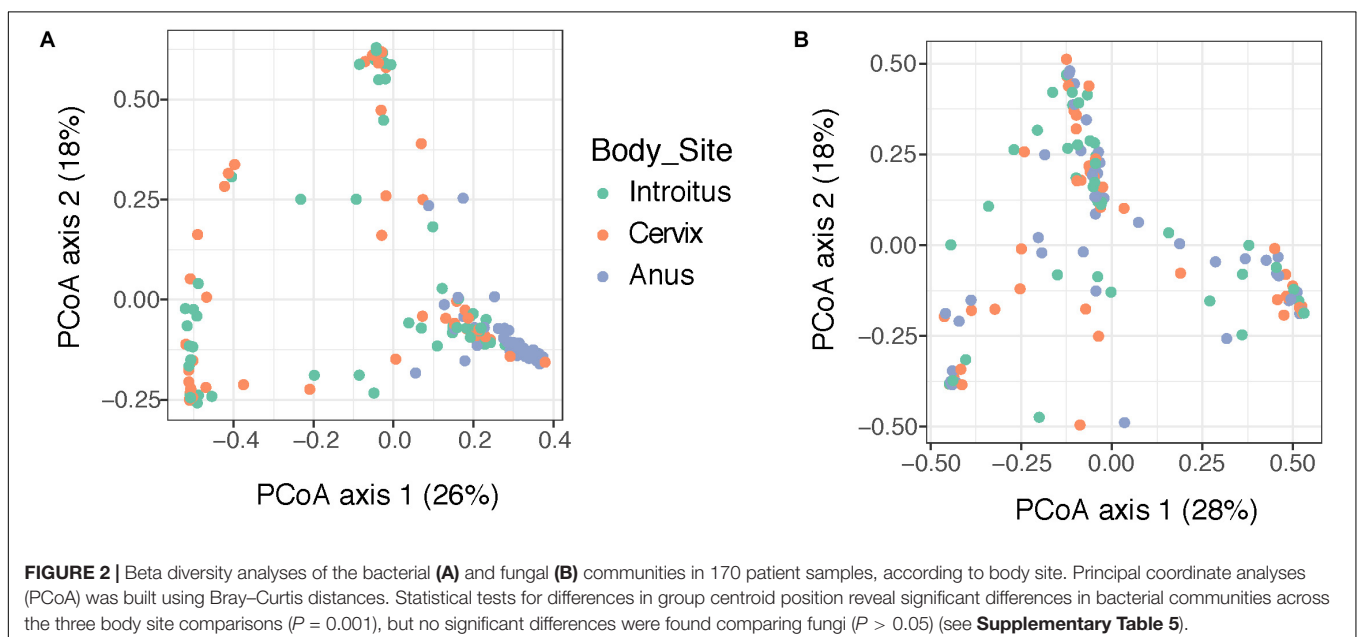 A
B
0.50
0.25
0.00
−0.25
−0.4
−0.2
0.0
0.2
0.4
PCoA axis 2 (18%)
PCoA axis 1 (26%)
Body_Site
Introitus
Cervix
Anus
0.50
0.25
0.00
−0.25
−0.50
−0.50
−0.25
0.00
0.25
0.50
PCoA axis 2 (18%)
PCoA axis 1 (28%)
FIGURE 2 | Beta diversity analyses of the bacterial (A) and fungal (B) communities in 170 patient samples, according to body site. Principal coordinate analyses
(PCoA) was built using Bray–Curtis distances. Statistical tests for differences in group centroid position reveal significant differences in bacterial communities across
the three body site comparisons (P = 0.001), but no significant differences were found comparing fungi (P > 0.05) (see Supplementary Table 5).